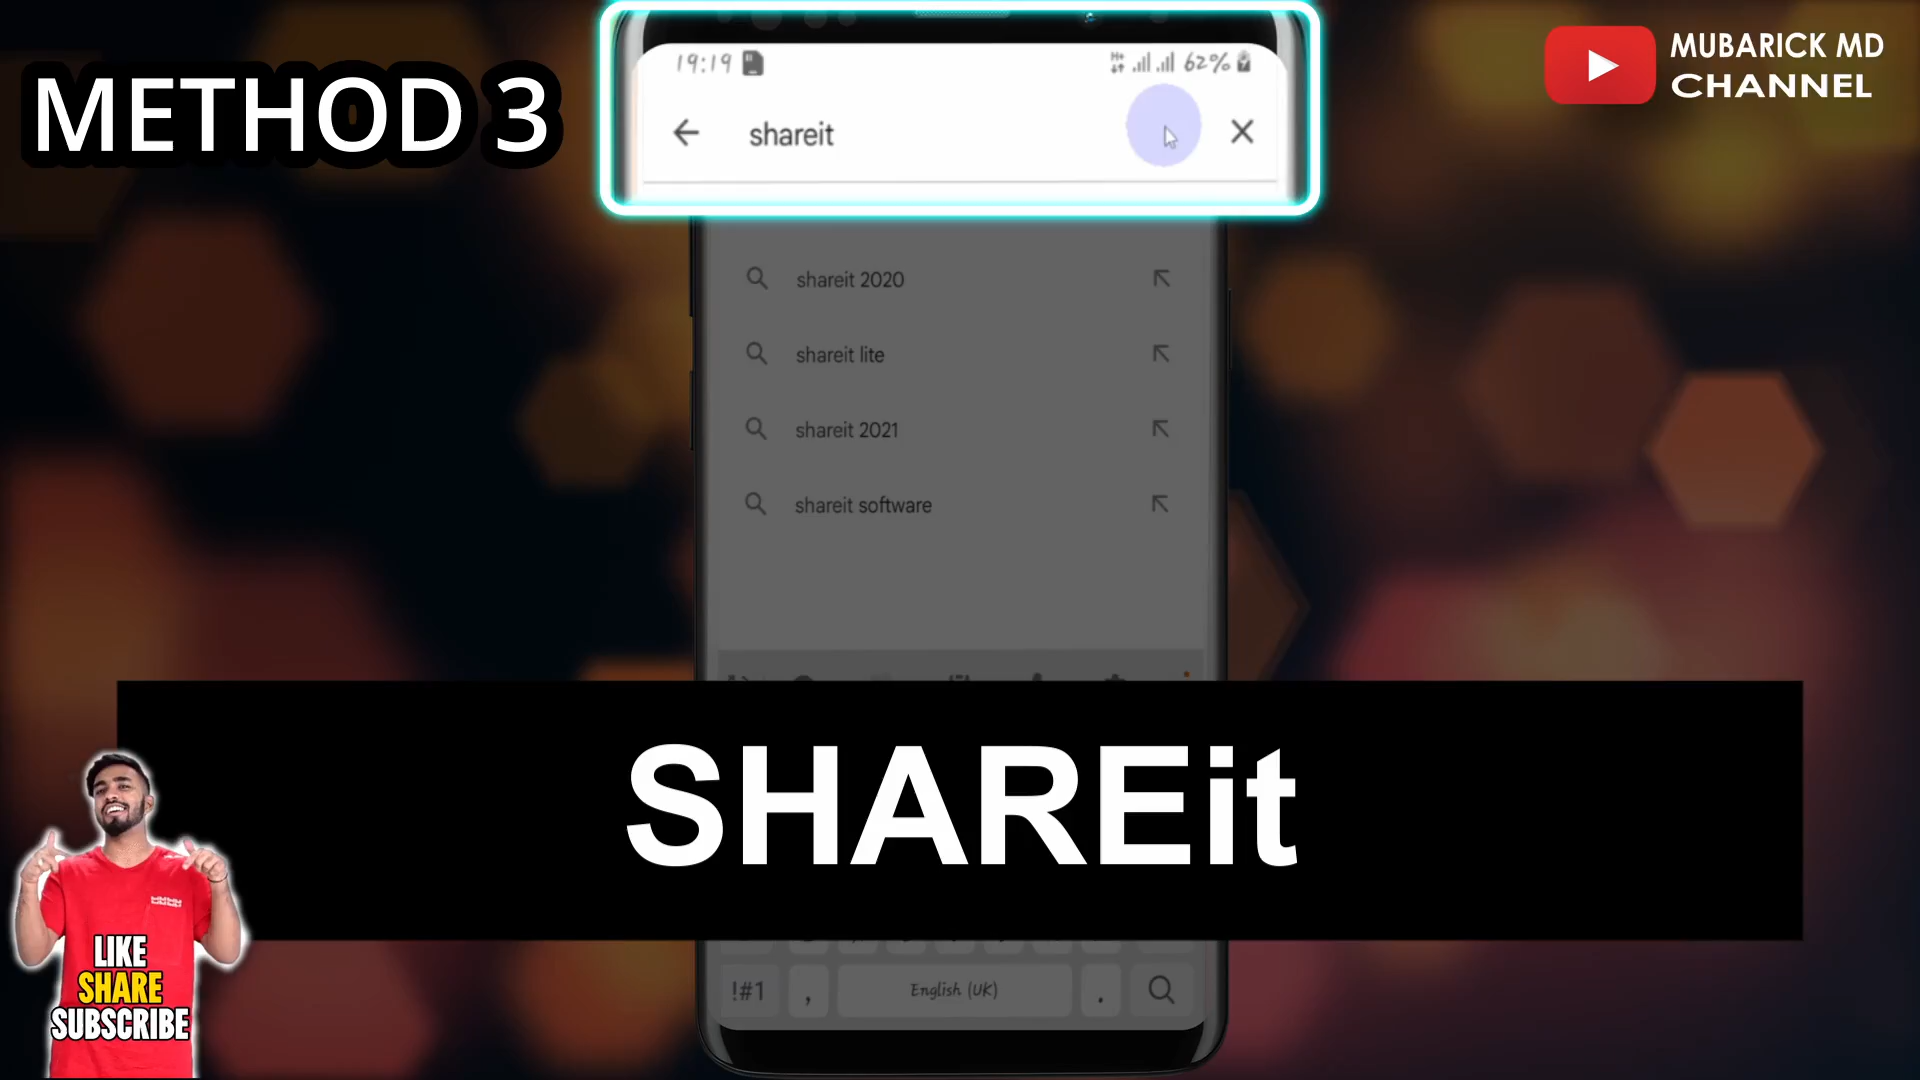 METHOD 3
19:19
62%
shareit
MUBARICK MD
CHANNEL
shareit 2020
shareit lite
shareit 2021
shareit software
SHAREit
LIKE
SHARE
SUBSCRIBE
!#1 , English (UK) .